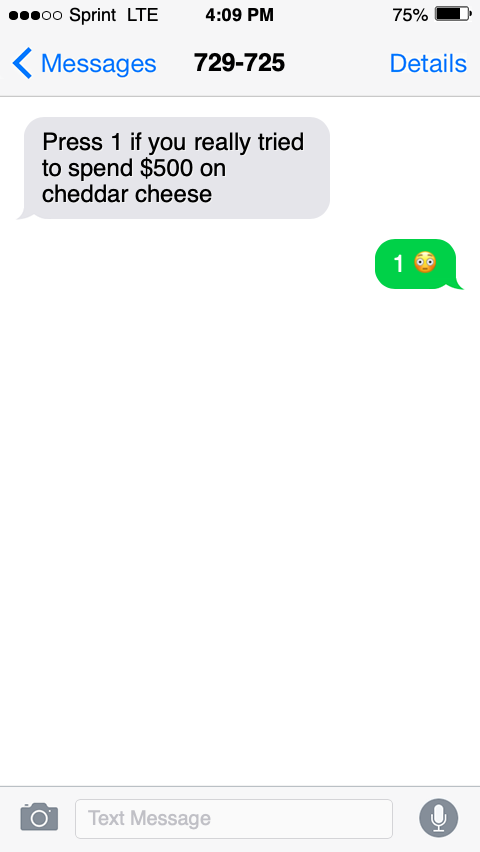 Sprint LTE 4:09 PM 75%
Messages 729-725 Details
Press 1 if you really tried
to spend $500 on
cheddar cheese
1 😳
Text Message